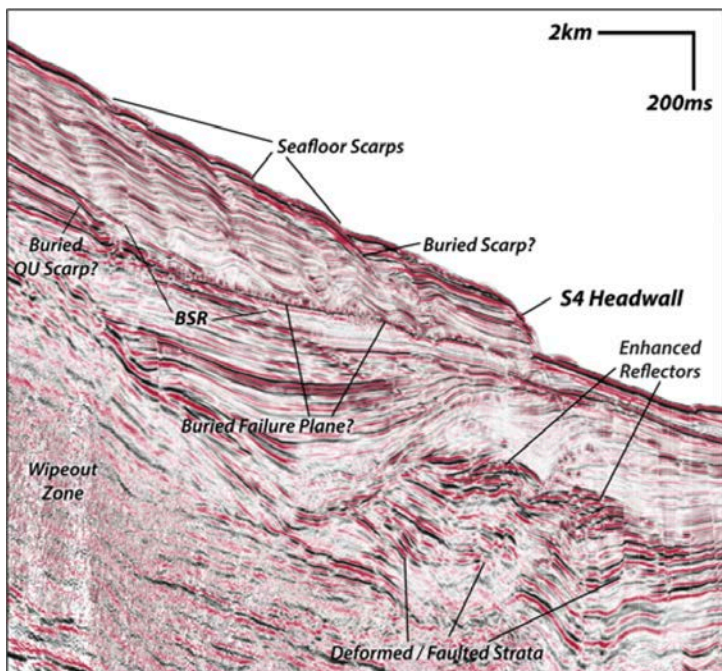 2km
200ms
Seafloor Scarps
Buried
QU Scarp?
Buried Scarp?
BSR
S4 Headwall
Enhanced
Reflectors
Buried Failure Plane?
Wipeout
Zone
Deformed / Faulted Strata